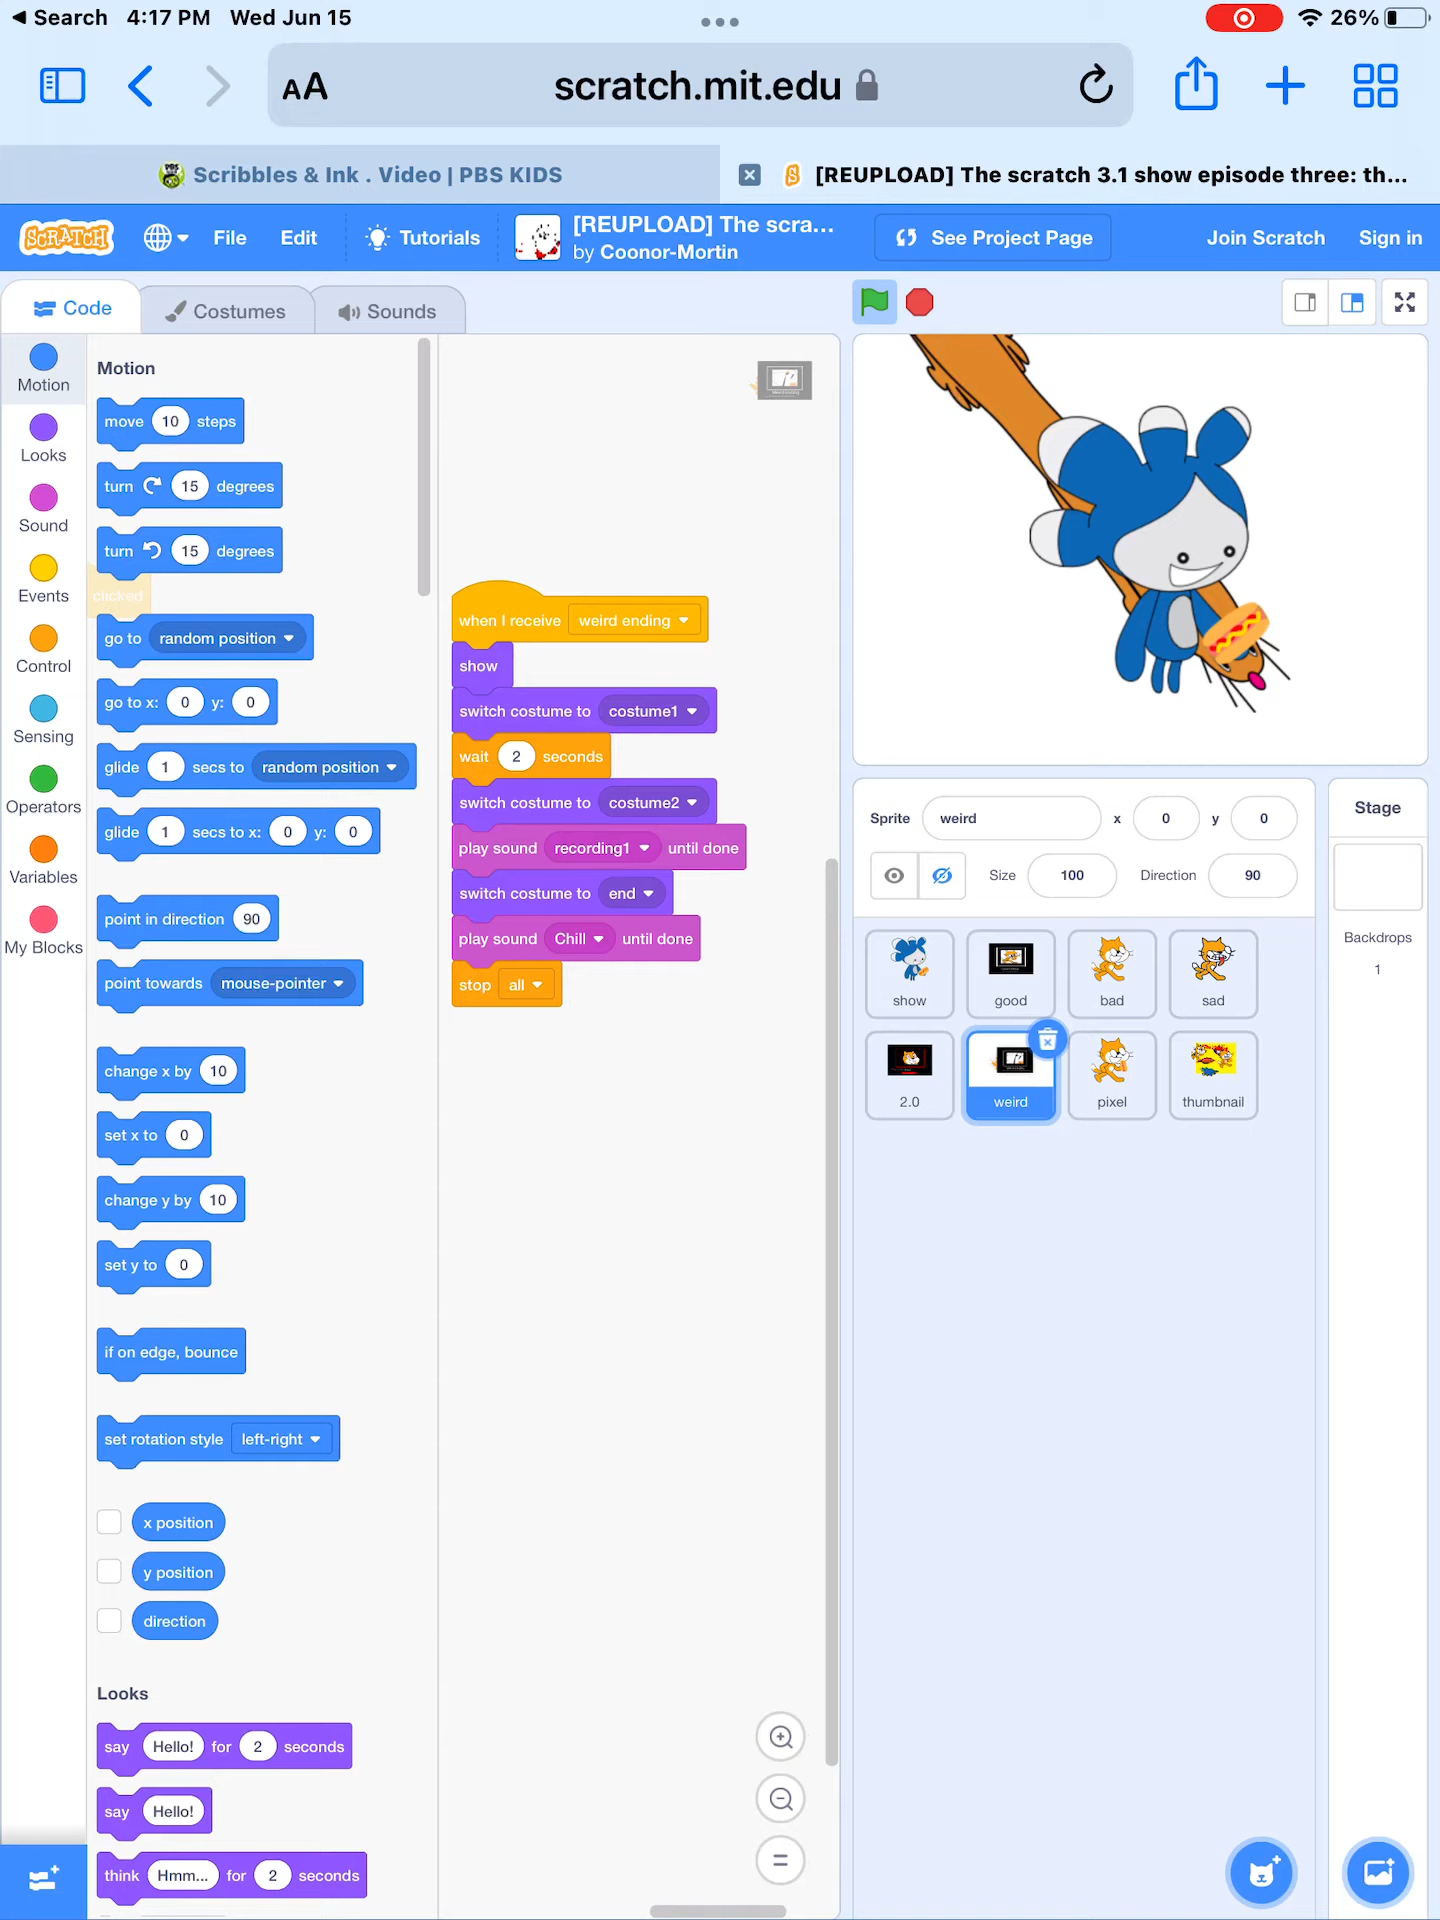 Search 4:17 PM Wed Jun 15
26%
AA scratch.mit.edu
Scribbles & Ink . Video | PBS KIDS
[REUPLOAD] The scratch 3.1 show episode three: th...
SCRATCH File Edit Tutorials
[REUPLOAD] The scra...
by Coonor-Mortin
See Project Page Join Scratch Sign in
Code Costumes Sounds
Motion
Looks
Sound
Events
Control
Sensing
Operators
Variables
My Blocks
Motion
move 10 steps
turn 15 degrees
turn 15 degrees
clicked
go to random position
go to x: 0 y: 0
glide 1 secs to random position
glide 1 secs to x: 0 y: 0
point in direction 90
point towards mouse-pointer
change x by 10
set x to 0
change y by 10
set y to 0
if on edge, bounce
set rotation style left-right
x position
y position
direction
Looks
say Hello! for 2 seconds
say Hello!
think Hmm... for 2 seconds
when I receive weird ending
show
switch costume to costume1
wait 2 seconds
switch costume to costume2
play sound recording1 until done
switch costume to end
play sound Chill until done
stop all
Sprite weird x 0 y 0
Size 100 Direction 90
show good bad sad
2.0 weird pixel thumbnail
Stage
Backdrops
1